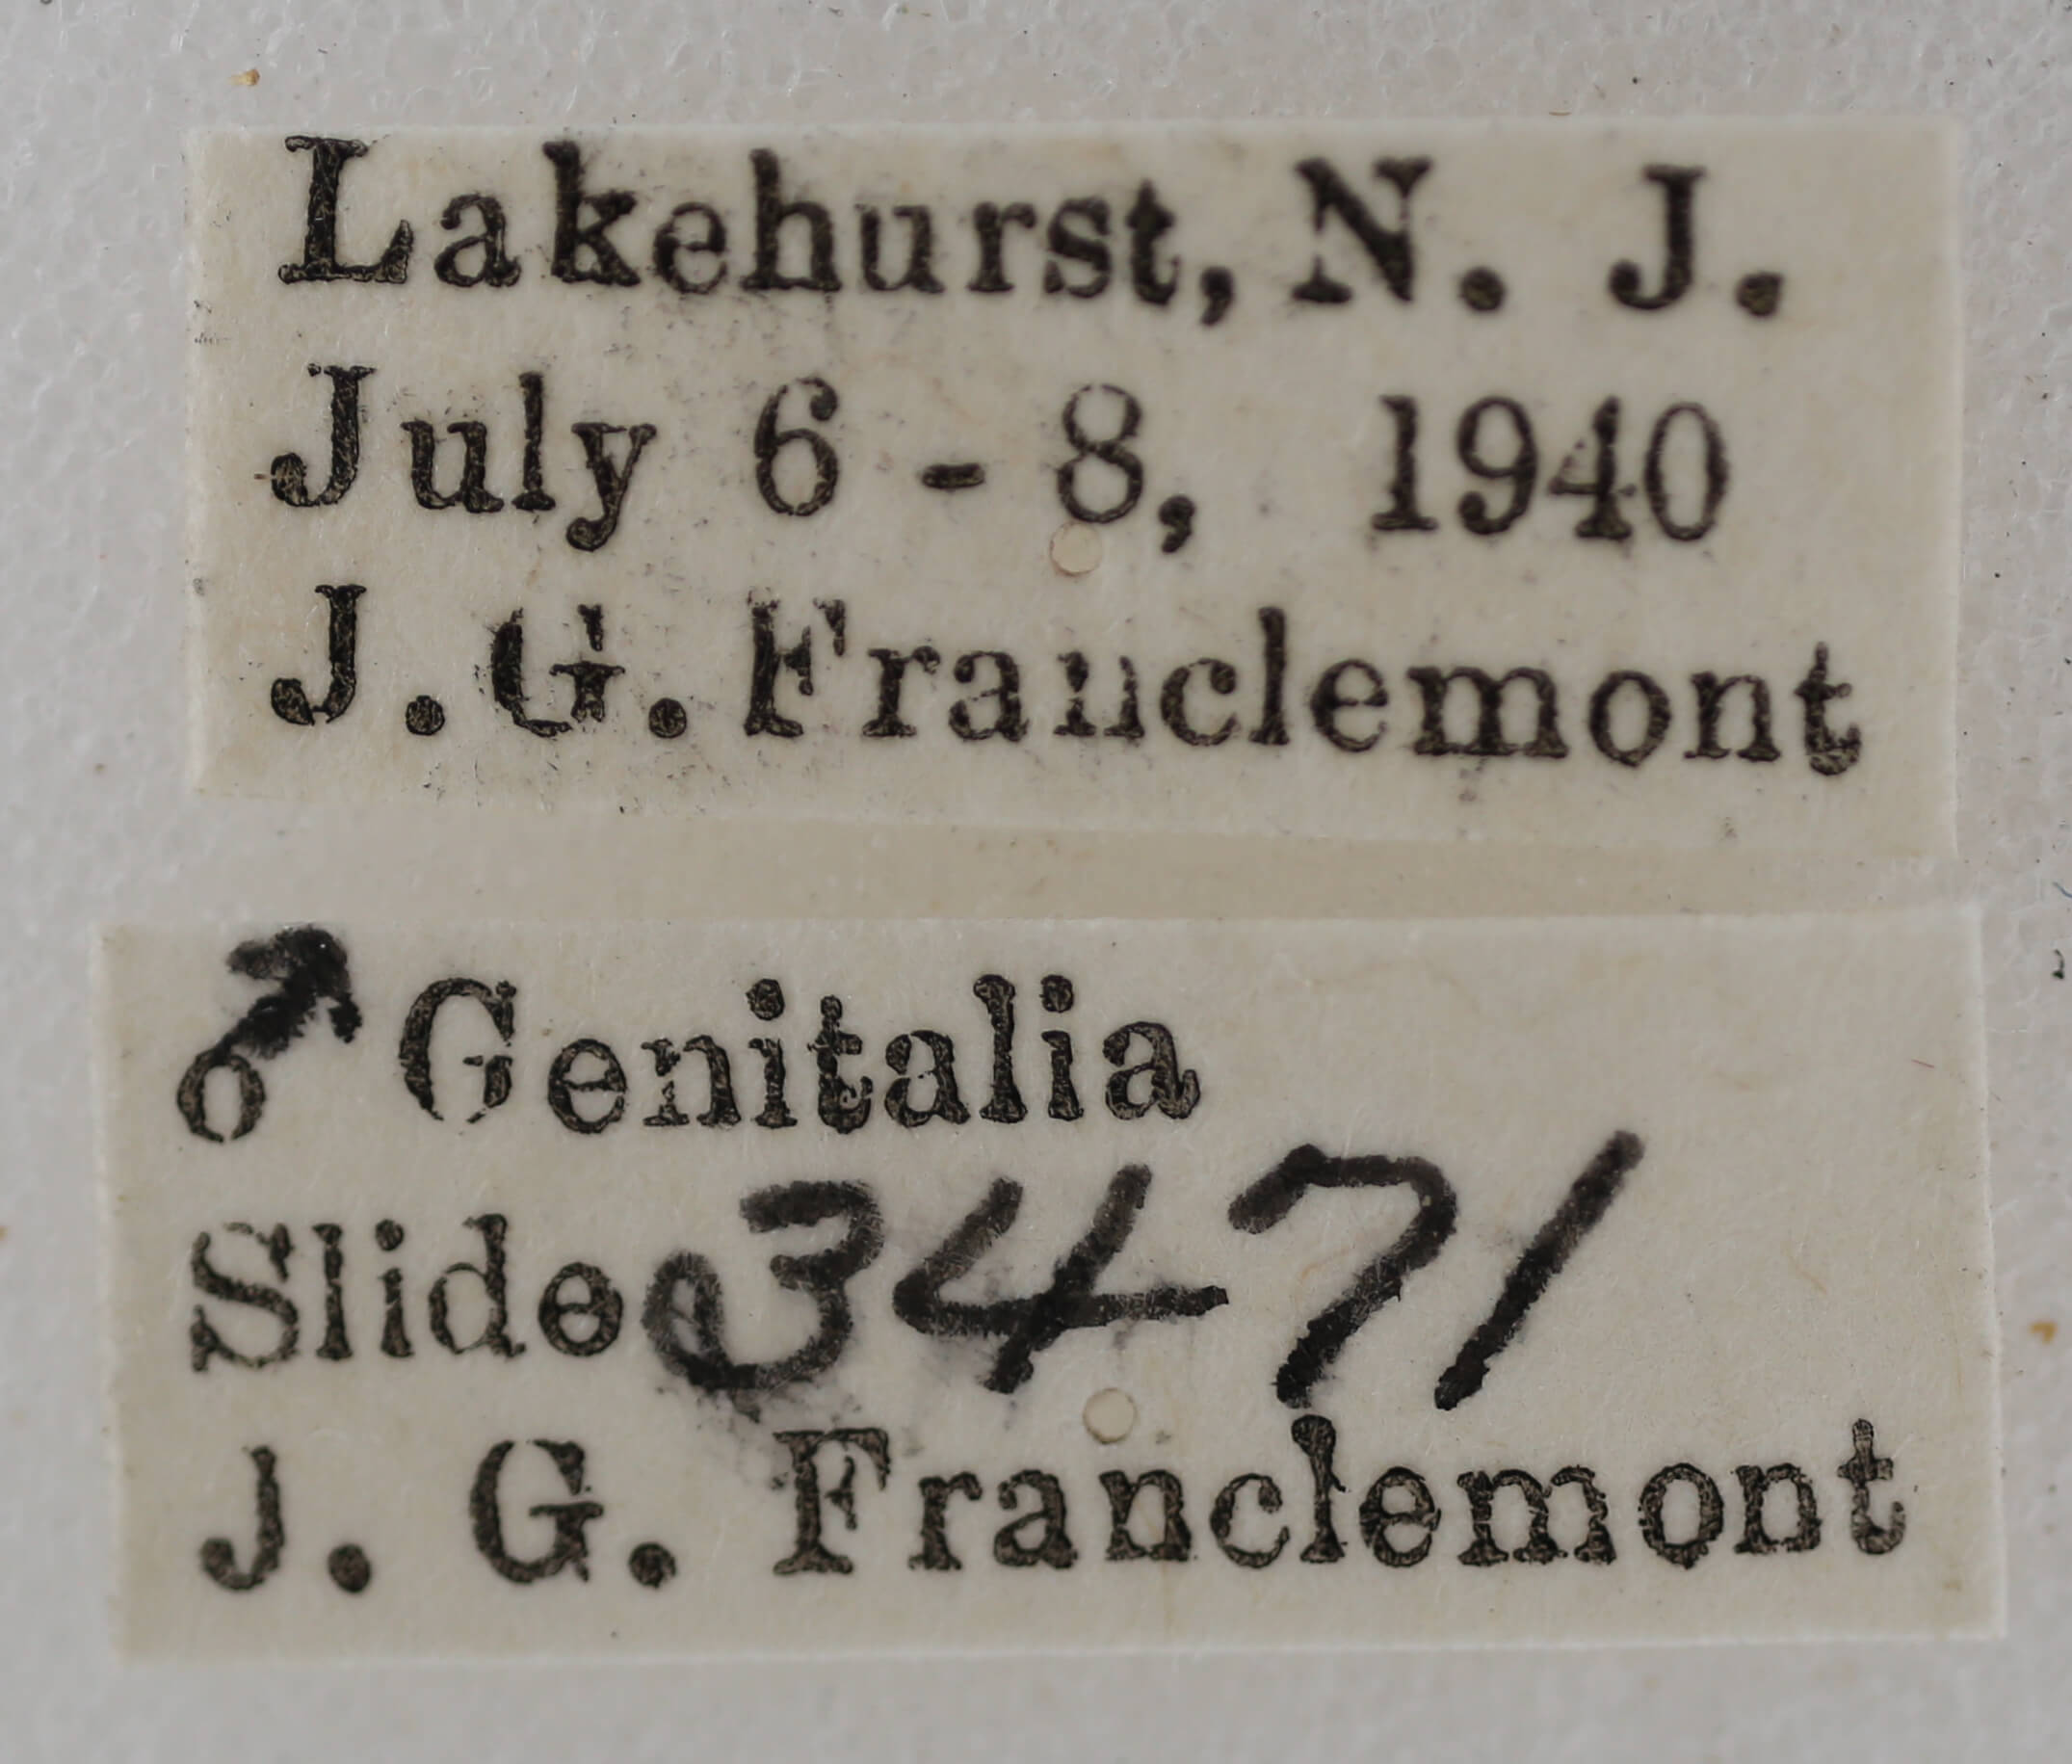 Lakehurst, N. J.
July 6 - 8, 1940
J. G. Franclemont
♂ Genitalia
Slide 3471
J. G. Franclemont